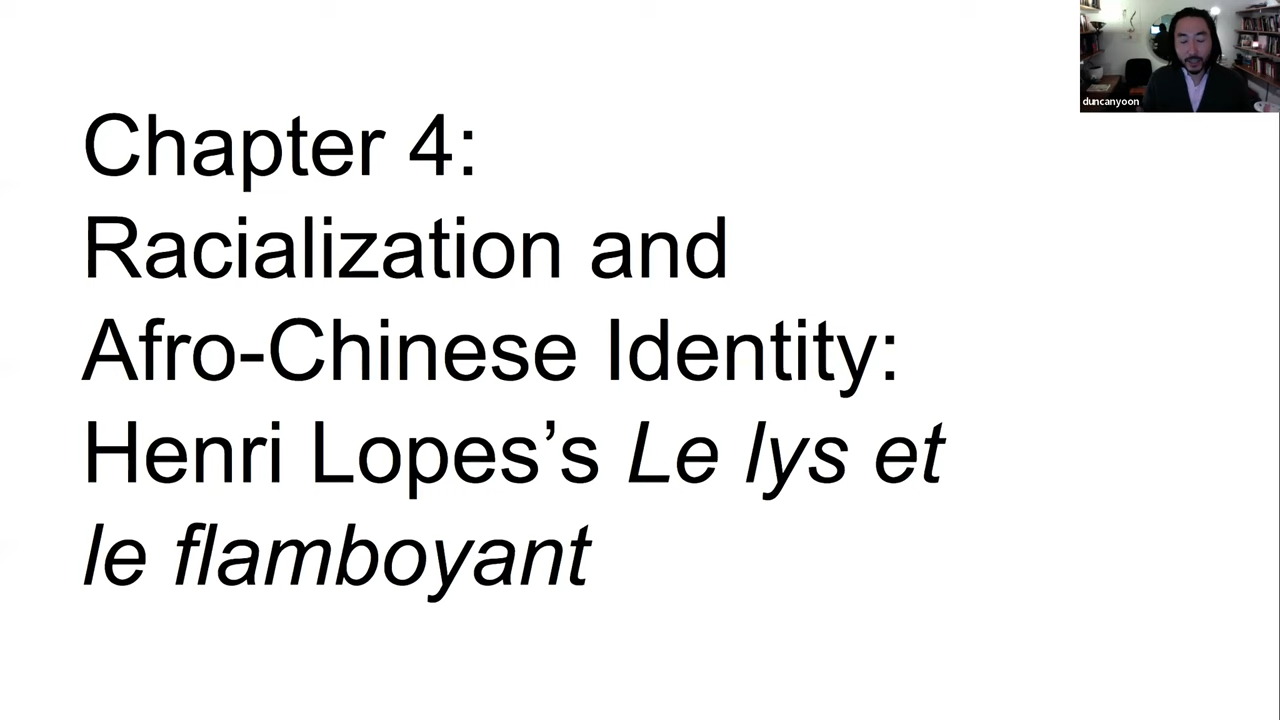 duncanyoon
Chapter 4:
Racialization and
Afro-Chinese Identity:
Henri Lopes’s Le lys et
le flamboyant